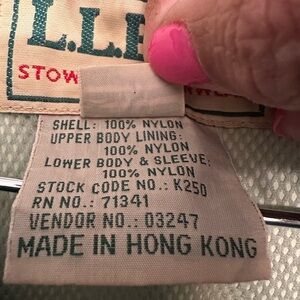 L.L.
STOW
SHELL: 100% NYLON
UPPER BODY LINING:
100% NYLON
LOWER BODY & SLEEVE:
100% NYLON
STOCK CODE NO.: K250
RN NO.: 71341
VENDOR NO.: 03247
MADE IN HONG KONG